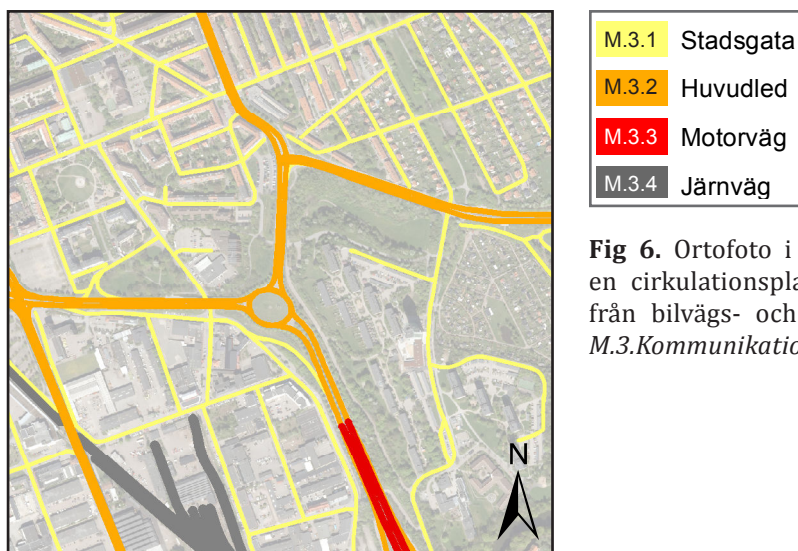 N
M.3.1 Stadsgata
M.3.2 Huvudled
M.3.3 Motorväg
M.3.4 Järnväg
Fig 6. Ortofoto i
en cirkulationspla
från bilvägs- och
M.3.Kommunikatio